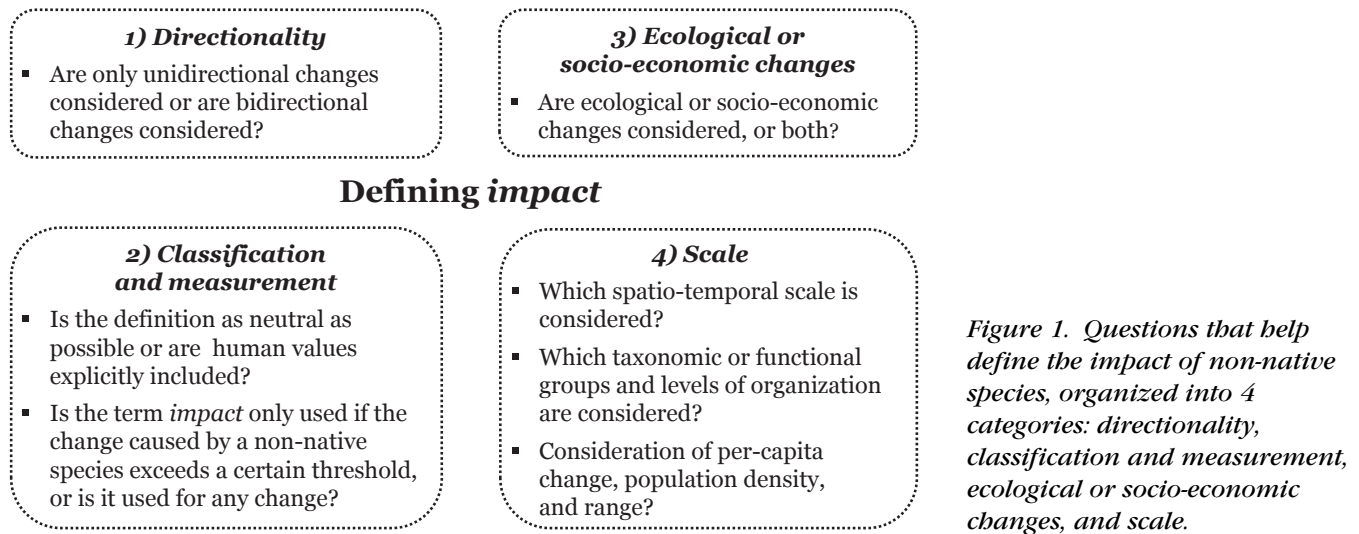 1) Directionality
▪ Are only unidirectional changes
considered or are bidirectional
changes considered?
3) Ecological or
socio-economic changes
▪ Are ecological or socio-economic
changes considered, or both?
Defining impact
2) Classification
and measurement
▪ Is the definition as neutral as
possible or are human values
explicitly included?
▪ Is the term impact only used if the
change caused by a non-native
species exceeds a certain threshold,
or is it used for any change?
4) Scale
▪ Which spatio-temporal scale is
considered?
▪ Which taxonomic or functional
groups and levels of organization
are considered?
▪ Consideration of per-capita
change, population density,
and range?
Figure 1. Questions that help
define the impact of non-native
species, organized into 4
categories: directionality,
classification and measurement,
ecological or socio-economic
changes, and scale.